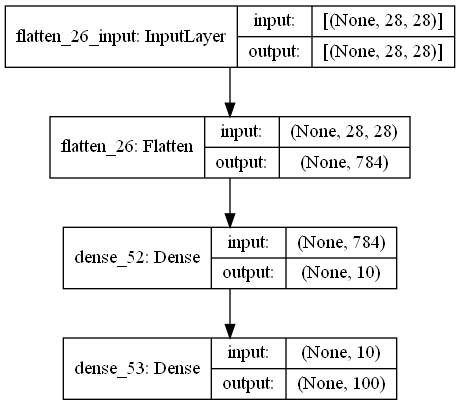 flatten_26_input: InputLayer
input: [(None, 28, 28)]
output: [(None, 28, 28)]
flatten_26: Flatten
input: (None, 28, 28)
output: (None, 784)
dense_52: Dense
input: (None, 784)
output: (None, 10)
dense_53: Dense
input: (None, 10)
output: (None, 100)